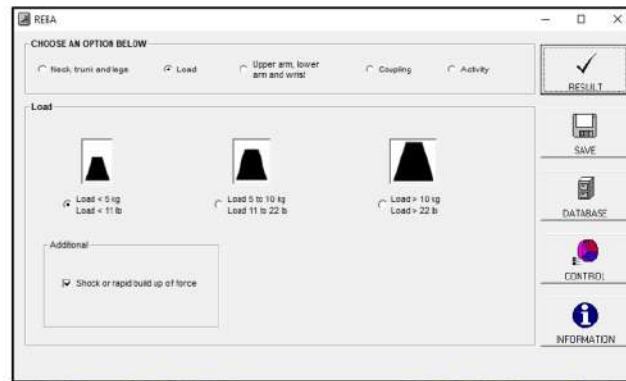 REBA
CHOOSE AN OPTION BELOW
Neck, trunk and legs
Load
Upper arm, lower
arm and wrist
Coupling
Activity
RESULT
Load
Load < 5 kg
Load < 11 lb
Load 5 to 10 kg
Load 11 to 22 lb
Load > 10 kg
Load > 22 lb
SAVE
DATABASE
Additional
Shock or rapid build up of force
CONTROL
INFORMATION